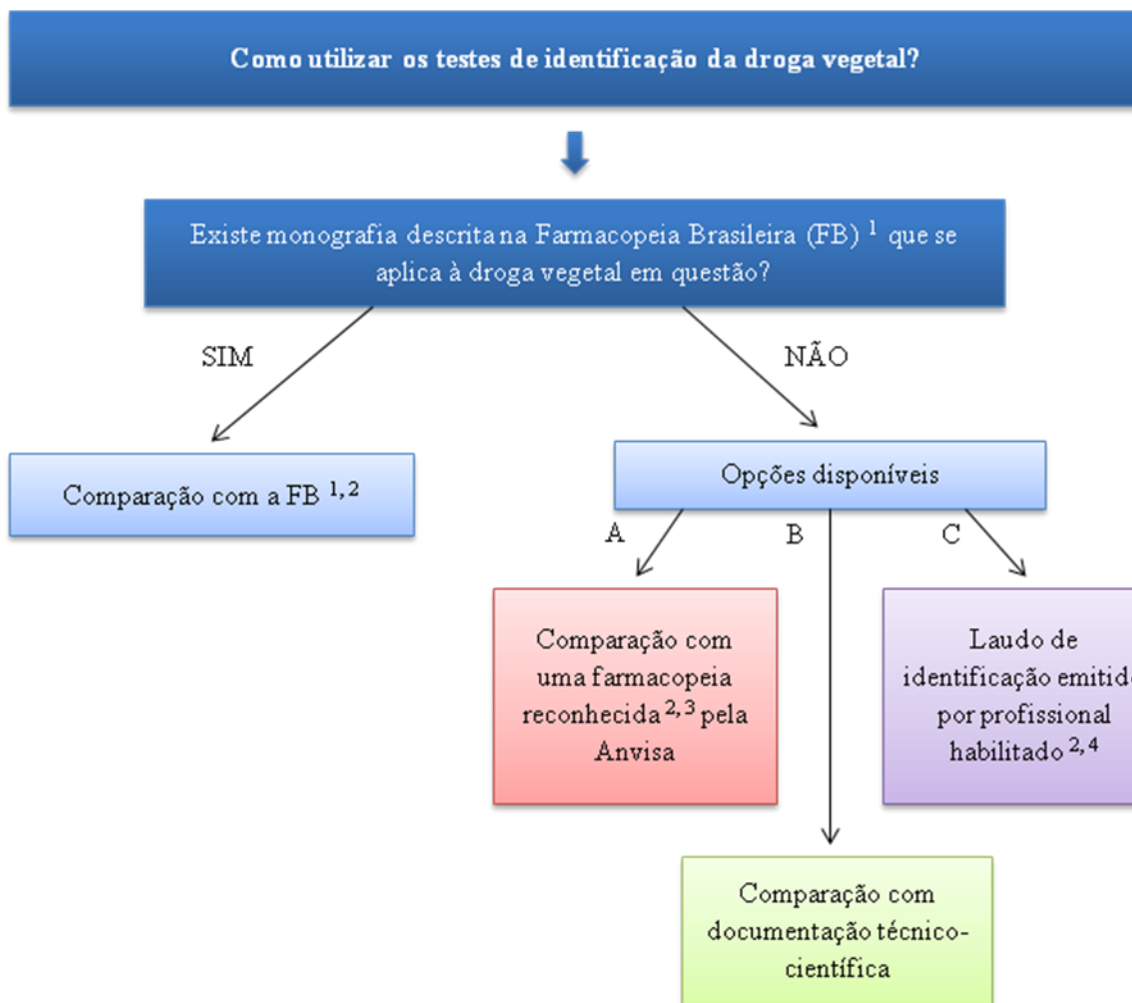 Como utilizar os testes de identificação da droga vegetal?
Existe monografia descrita na Farmacopeia Brasileira (FB) ¹ que se
aplica à droga vegetal em questão?
SIM
NÃO
Comparação com a FB ¹,²
Opções disponíveis
A
B
C
Comparação com
uma farmacopeia
reconhecida ²,³ pela
Anvisa
Laudo de
identificação emitido
por profissional
habilitado ²,⁴
Comparação com
documentação técnico-
científica